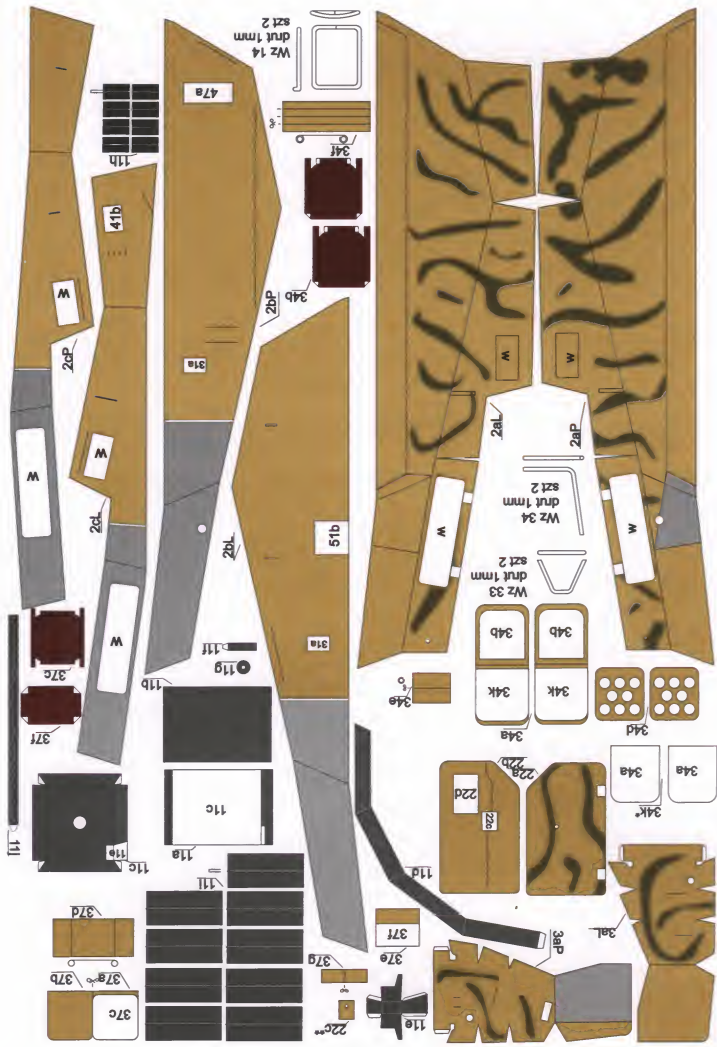 Wz 14
drut 1mm
szt 2
47a
11h
34f
41b
34b
W
2cP
2bP
31a
W
W
2aL
2aP
W
W
2cL
2bL
51b
Wz 34
drut 1mm
szt 2
W
W
Wz 33
drut 1mm
szt 2
W
31a
34b
34b
37c
11f
11g
34k
34k
34e
11b
34a
34d
37f
22b
22a
34a
34a
22d
34k*
11c
22c
11j
11e
11c
11a
11d
11i
3aL
37d
37f
37e
3aP
37b
37a
37g
37c
22c**
11e